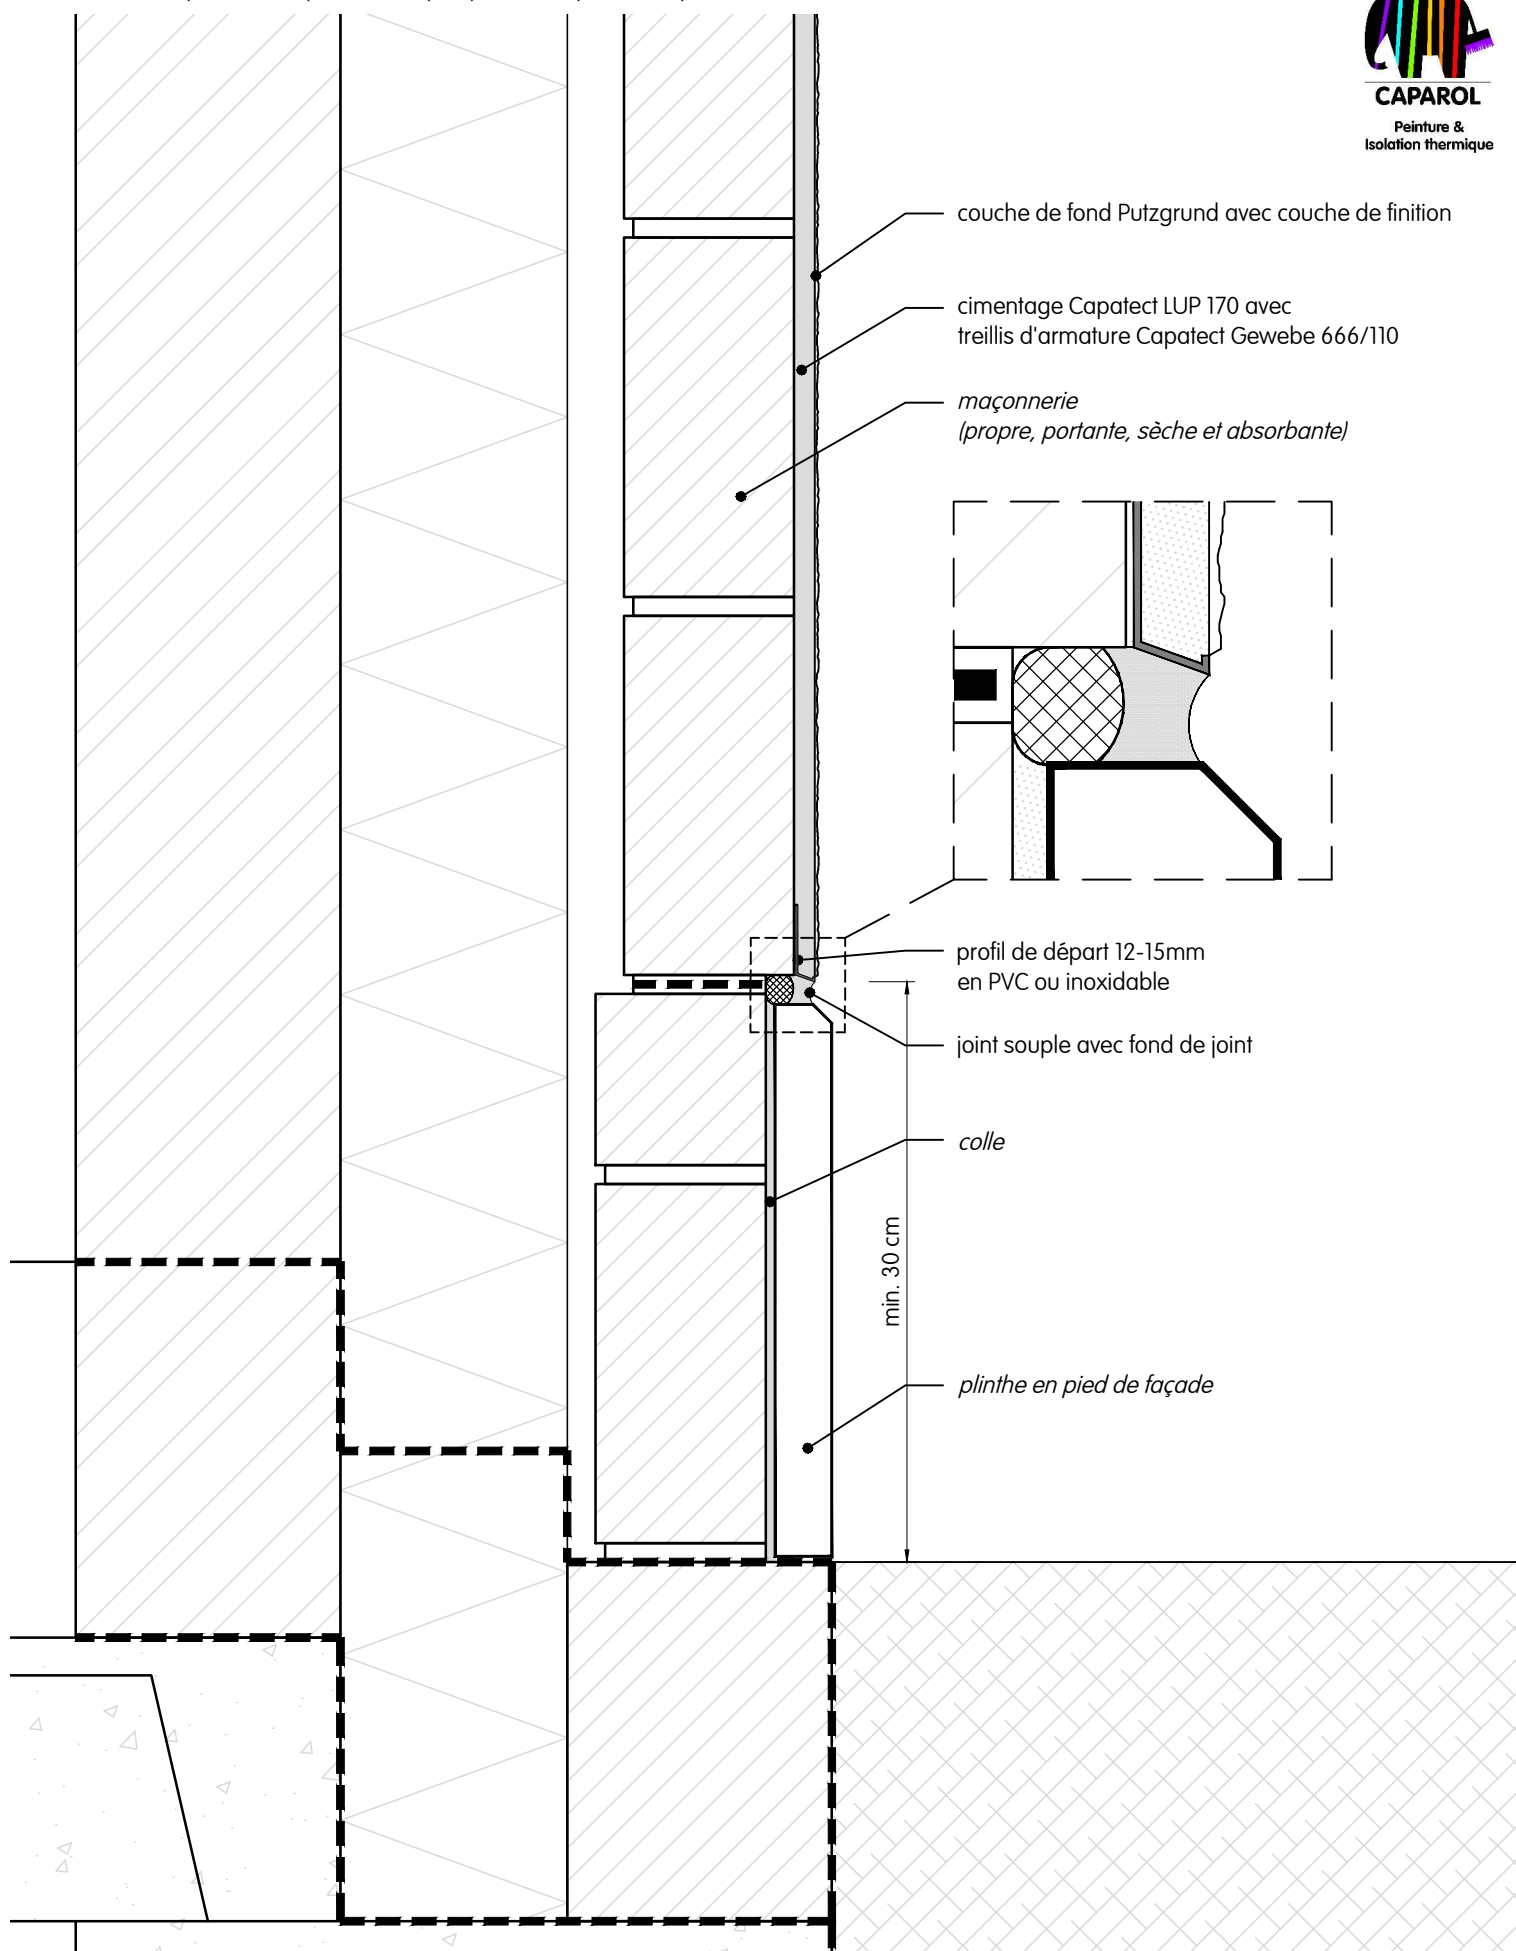 CAPAROL
Peinture &
Isolation thermique
couche de fond Putzgrund avec couche de finition
cimentage Capatect LUP 170 avec
treillis d'armature Capatect Gewebe 666/110
maçonnerie
(propre, portante, sèche et absorbante)
profil de départ 12-15mm
en PVC ou inoxidable
joint souple avec fond de joint
colle
min. 30 cm
plinthe en pied de façade